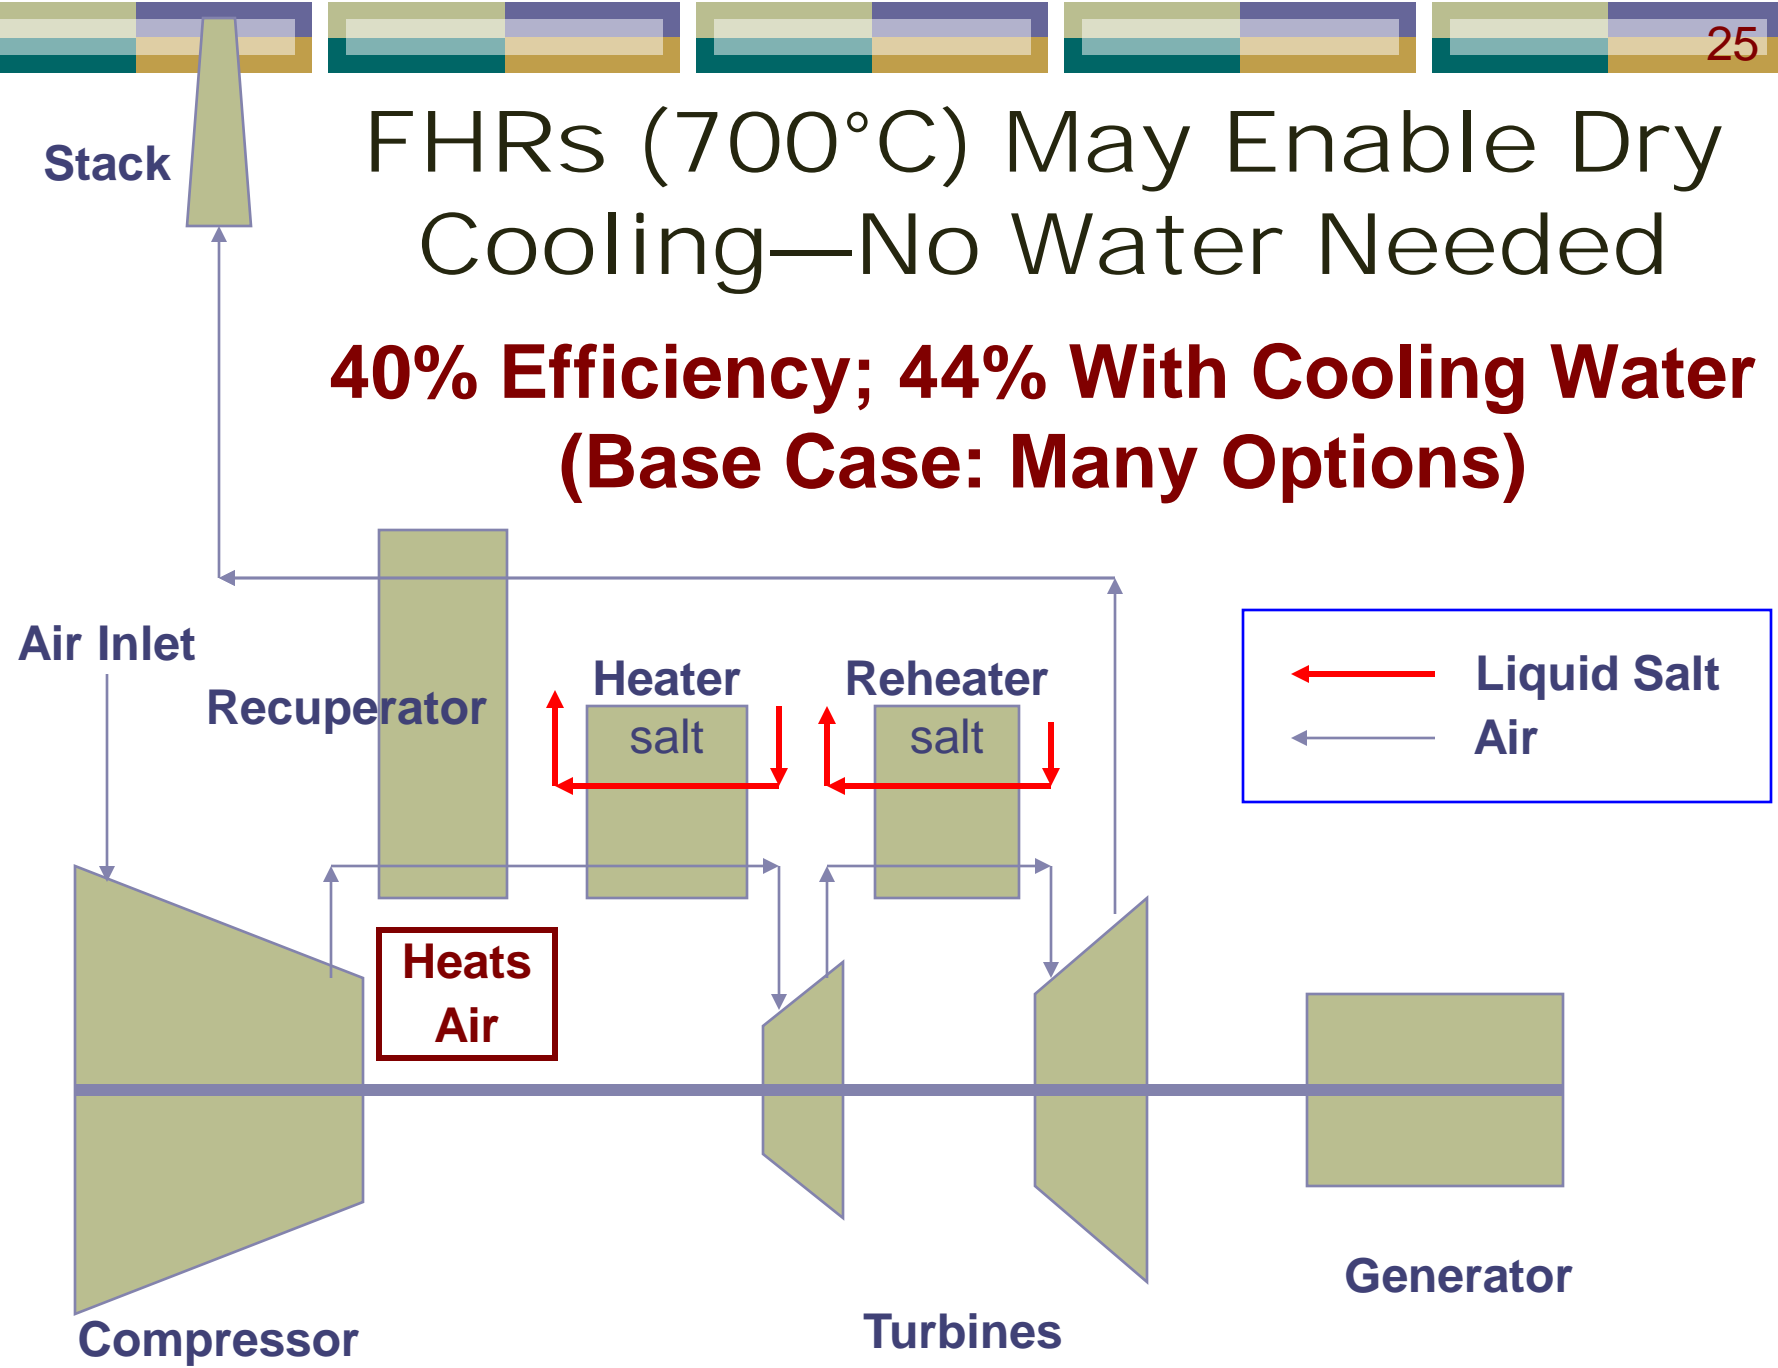 25
FHRs (700°C) May Enable Dry
Cooling—No Water Needed
Stack
40% Efficiency; 44% With Cooling Water
(Base Case: Many Options)
Air Inlet
Recuperator
Heater
salt
Reheater
salt
Liquid Salt
Air
Heats
Air
Generator
Turbines
Compressor